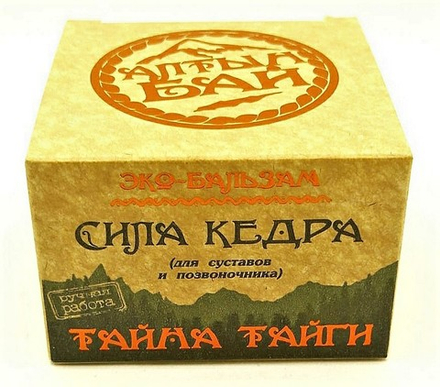 АЛТЫН
БАЙ
ЭКО-БАЛЬЗАМ
СИЛА КЕДРА
(для суставов
и позвоночника)
ручная
работа
ТАЙНА ТАЙГИ